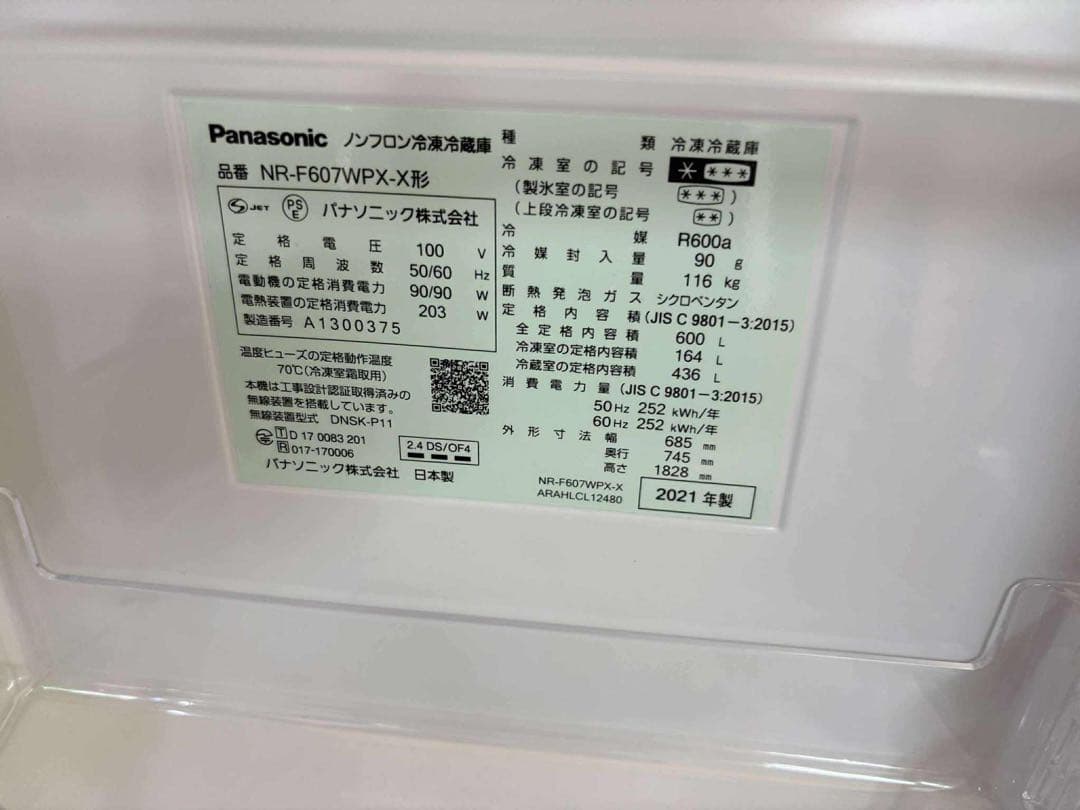 Panasonic ノンフロン冷凍冷蔵庫
品番 NR-F607WPX-X形
JET PSE パナソニック株式会社
定格電圧 100 V
定格周波数 50/60 Hz
電動機の定格消費電力 90/90 W
電熱装置の定格消費電力 203 W
製造番号 A1300375
温度ヒューズの定格動作温度
70℃(冷凍室霜取用)
本機は工事設計認証取得済みの
無線装置を搭載しています。
無線装置型式 DNSK-P11
T D 17 0083 201
R 017-170006
2.4 DS/OF4
パナソニック株式会社 日本製
種類 冷凍冷蔵庫
冷凍室の記号 * ***
(製氷室の記号 ***)
(上段冷凍室の記号 **)
冷媒 R600a
冷媒封入量 90 g
質量 116 kg
断熱発泡ガス シクロペンタン
定格内容積 (JIS C 9801-3:2015)
全定格内容積 600 L
冷凍室の定格内容積 164 L
冷蔵室の定格内容積 436 L
消費電力量 (JIS C 9801-3:2015)
50Hz 252 kWh/年
60Hz 252 kWh/年
外形寸法 幅 685 mm
奥行 745 mm
高さ 1828 mm
NR-F607WPX-X
ARAHLCL12480
2021年製